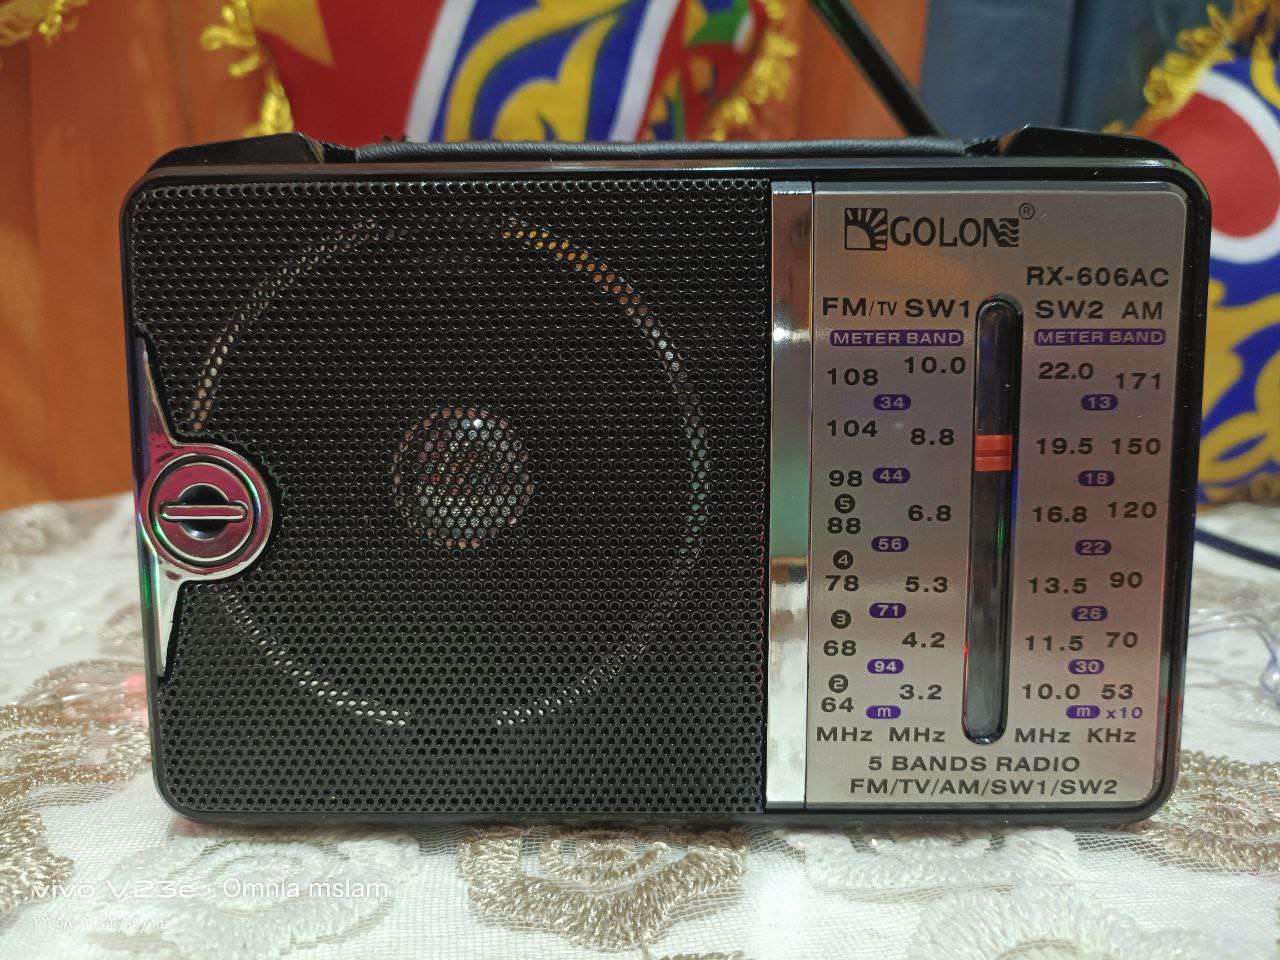 GOLON ®
RX-606AC
FM/TV SW1 SW2 AM
METER BAND METER BAND
108 10.0 22.0 171
34 13
104 8.8 19.5 150
98 44 18
5
88 6.8 16.8 120
56 22
4
78 5.3 13.5 90
71 26
3
68 4.2 11.5 70
94 30
2
64 3.2 10.0 53
m m x10
MHz MHz MHz KHz
5 BANDS RADIO
FM/TV/AM/SW1/SW2
vivo V23e · Omnia mslam